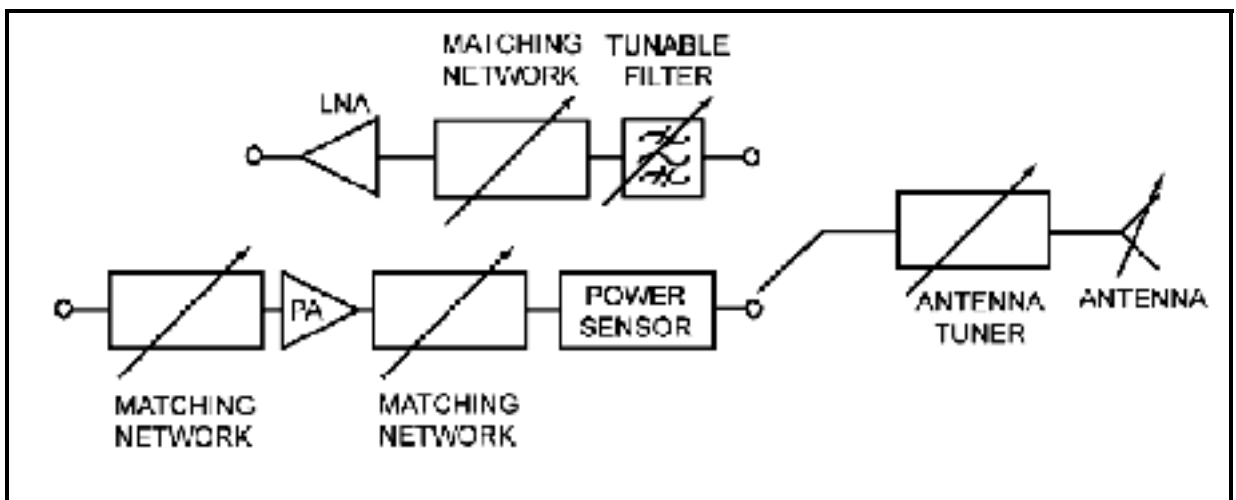 MATCHING
NETWORK
TUNABLE
FILTER
LNA
PA
POWER
SENSOR
MATCHING
NETWORK
MATCHING
NETWORK
ANTENNA
TUNER
ANTENNA